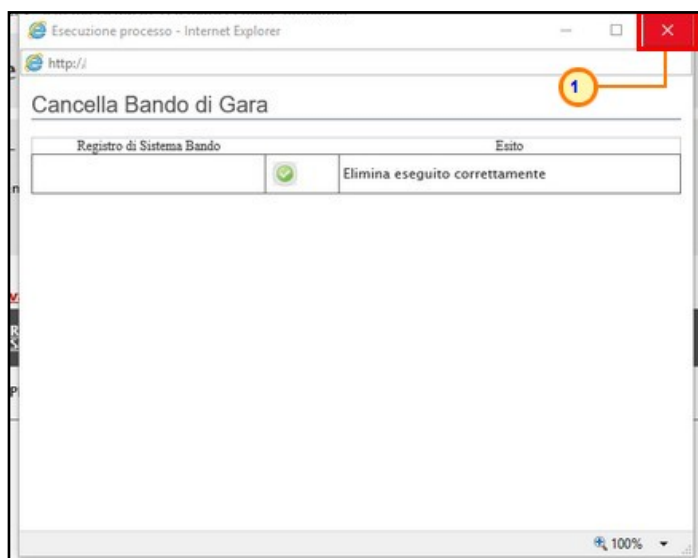 Esecuzione processo - Internet Explorer
http://
1
Cancella Bando di Gara
Registro di Sistema Bando Esito
Elimina eseguito correttamente
100%